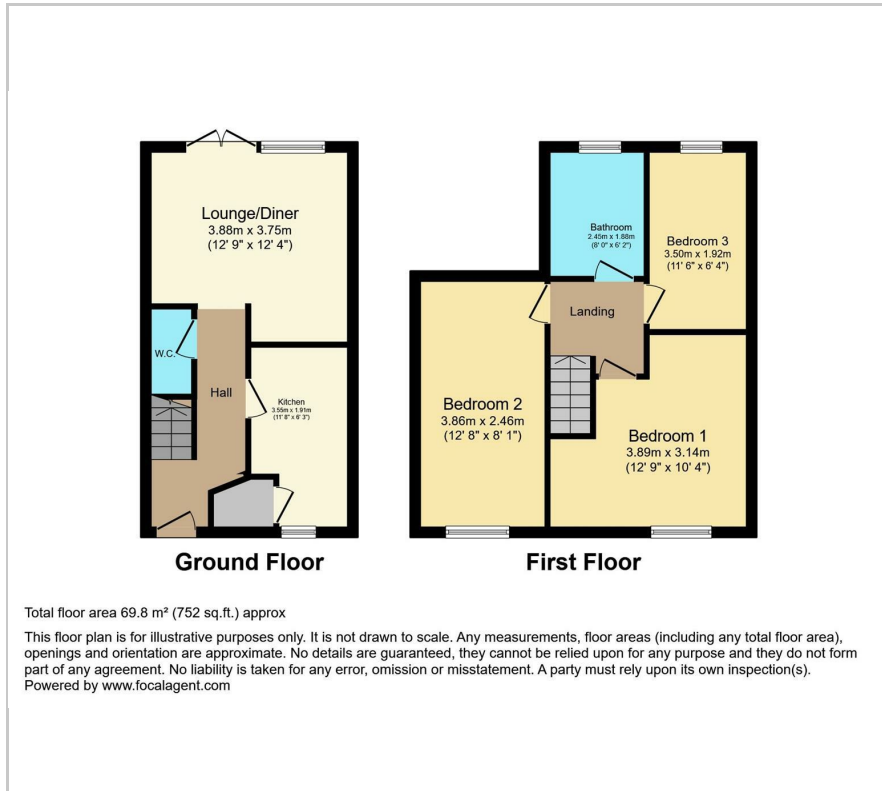 Lounge/Diner
3.88m x 3.75m
(12' 9" x 12' 4")
W.C.
Hall
Kitchen
3.55m x 1.91m
(11' 8" x 6' 3")
Ground Floor
Bathroom
2.45m x 1.88m
(8' 0" x 6' 2")
Bedroom 3
3.50m x 1.92m
(11' 6" x 6' 4")
Landing
Bedroom 2
3.86m x 2.46m
(12' 8" x 8' 1")
Bedroom 1
3.89m x 3.14m
(12' 9" x 10' 4")
First Floor
Total floor area 69.8 m² (752 sq.ft.) approx
This floor plan is for illustrative purposes only. It is not drawn to scale. Any measurements, floor areas (including any total floor area),
openings and orientation are approximate. No details are guaranteed, they cannot be relied upon for any purpose and they do not form
part of any agreement. No liability is taken for any error, omission or misstatement. A party must rely upon its own inspection(s).
Powered by www.focalagent.com